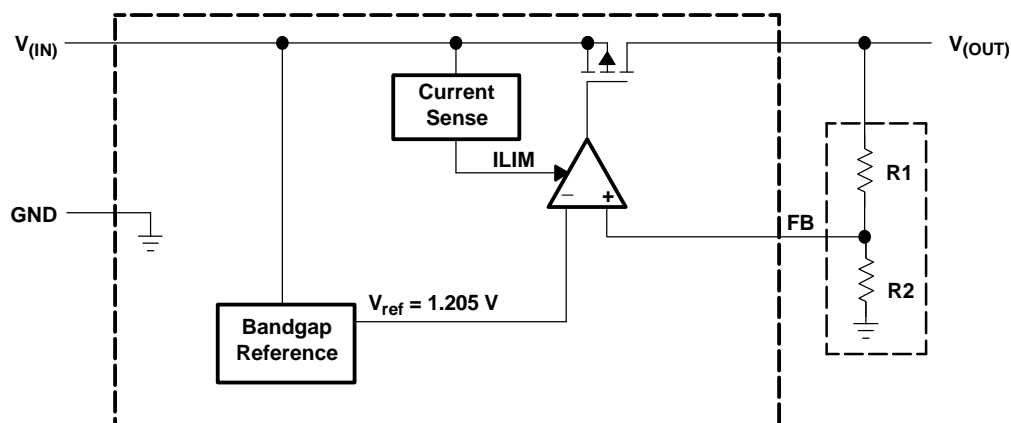 V(IN)
V(OUT)
Current
Sense
ILIM
R1
− +
GND
FB
R2
Vref = 1.205 V
Bandgap
Reference